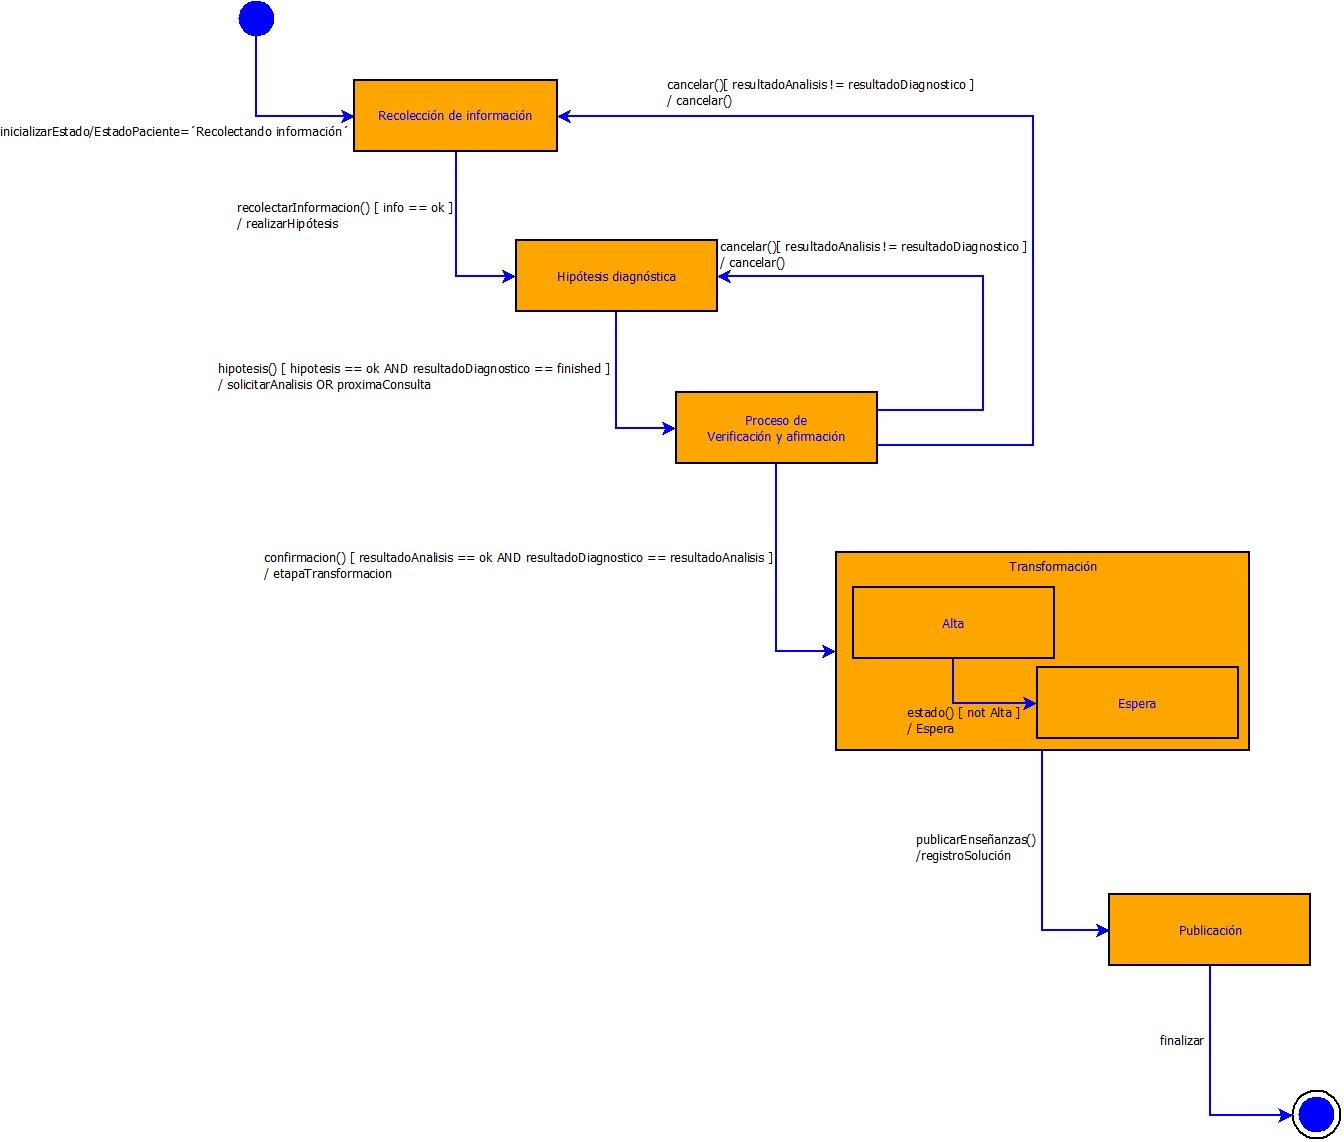 cancelar()[ resultadoAnalisis != resultadoDiagnostico ]
/ cancelar()
Recolección de información
inicializarEstado/EstadoPaciente=´Recolectando información´
recolectarInformacion() [ info == ok ]
/ realizarHipótesis
cancelar()[ resultadoAnalisis != resultadoDiagnostico ]
/ cancelar()
Hipótesis diagnóstica
hipotesis() [ hipotesis == ok AND resultadoDiagnostico == finished ]
/ solicitarAnalisis OR proximaConsulta
Proceso de
Verificación y afirmación
confirmacion() [ resultadoAnalisis == ok AND resultadoDiagnostico == resultadoAnalisis ]
/ etapaTransformacion
Transformación
Alta
Espera
estado() [ not Alta ]
/ Espera
publicarEnseñanzas()
/registroSolución
Publicación
finalizar